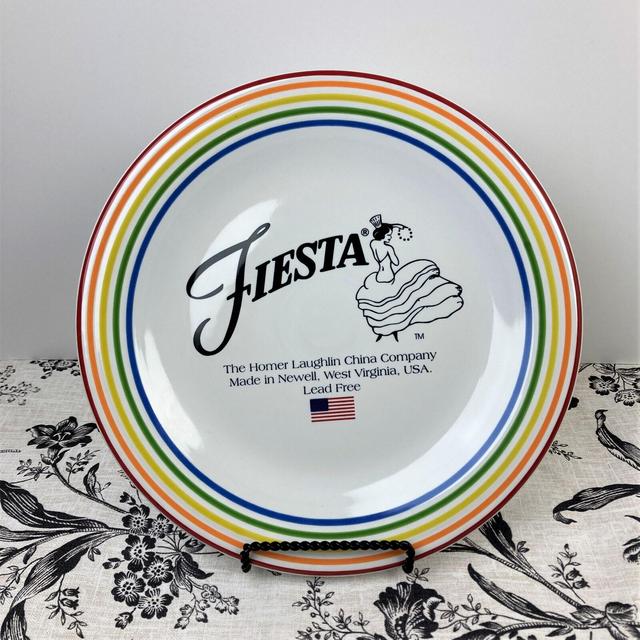 FIESTA®
TM
The Homer Laughlin China Company
Made in Newell, West Virginia, USA.
Lead Free